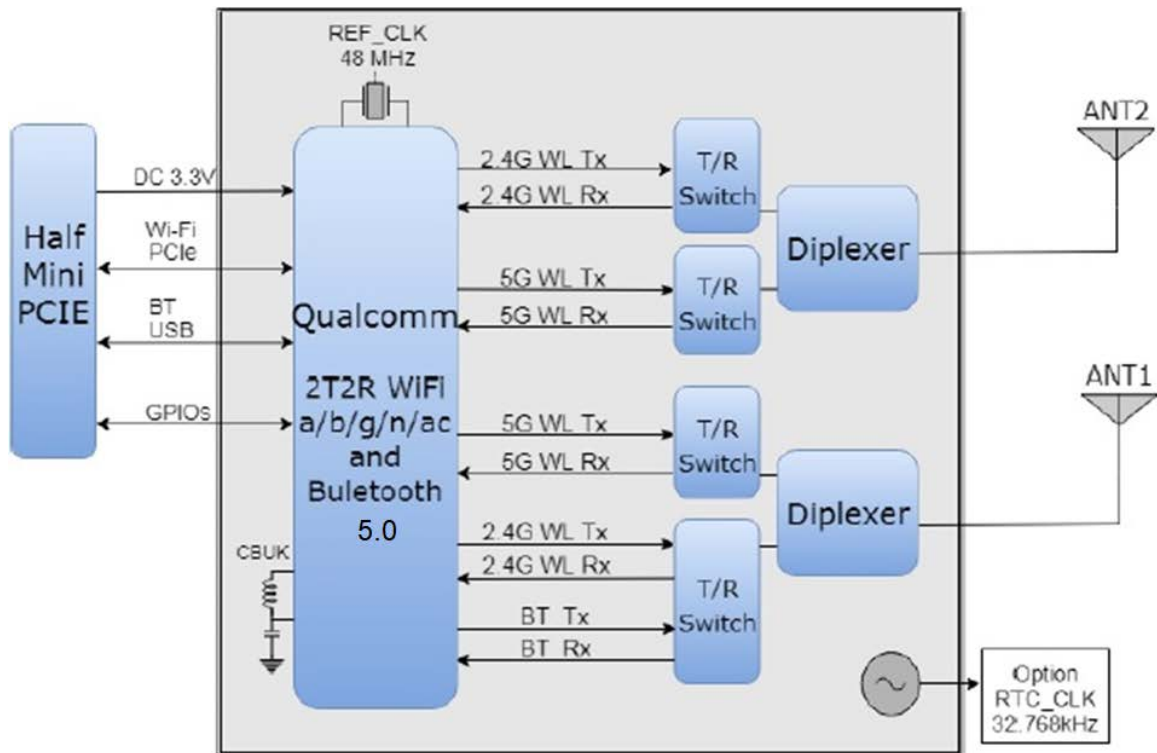 REF_CLK
48 MHz
ANT2
DC 3.3V
Wi-Fi
PCIe
BT
USB
GPIOs
Half
Mini
PCIE
Qualcomm
2T2R WiFi
a/b/g/n/ac
and
Buletooth
5.0
CBUK
2.4G WL Tx
2.4G WL Rx
T/R
Switch
5G WL Tx
5G WL Rx
T/R
Switch
Diplexer
ANT1
5G WL Tx
5G WL Rx
T/R
Switch
2.4G WL Tx
2.4G WL Rx
BT Tx
BT Rx
T/R
Switch
Diplexer
Option
RTC_CLK
32.768kHz